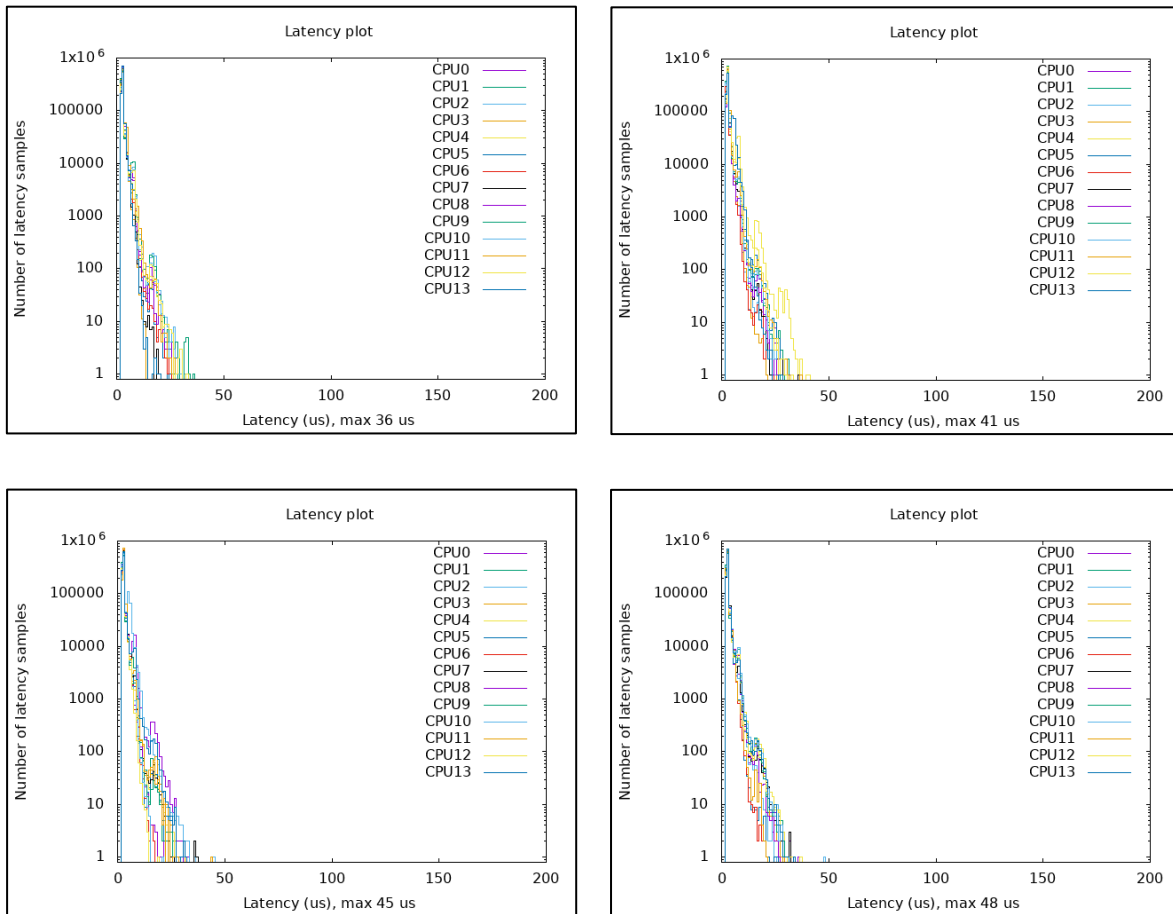 Latency plot
Number of latency samples
1x10^6
100000
10000
1000
100
10
1
CPU0
CPU1
CPU2
CPU3
CPU4
CPU5
CPU6
CPU7
CPU8
CPU9
CPU10
CPU11
CPU12
CPU13
0 50 100 150 200
Latency (us), max 36 us
Latency plot
Number of latency samples
1x10^6
100000
10000
1000
100
10
1
CPU0
CPU1
CPU2
CPU3
CPU4
CPU5
CPU6
CPU7
CPU8
CPU9
CPU10
CPU11
CPU12
CPU13
0 50 100 150 200
Latency (us), max 41 us
Latency plot
Number of latency samples
1x10^6
100000
10000
1000
100
10
1
CPU0
CPU1
CPU2
CPU3
CPU4
CPU5
CPU6
CPU7
CPU8
CPU9
CPU10
CPU11
CPU12
CPU13
0 50 100 150 200
Latency (us), max 45 us
Latency plot
Number of latency samples
1x10^6
100000
10000
1000
100
10
1
CPU0
CPU1
CPU2
CPU3
CPU4
CPU5
CPU6
CPU7
CPU8
CPU9
CPU10
CPU11
CPU12
CPU13
0 50 100 150 200
Latency (us), max 48 us